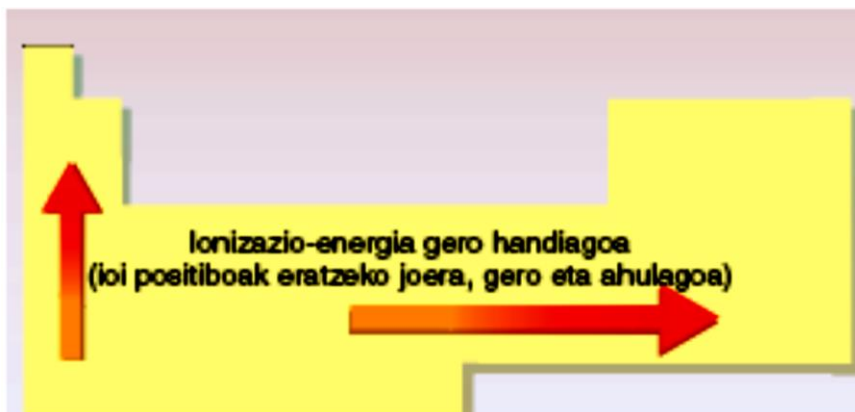 Ionizazio-energia gero handiagoa
(ioi positiboak eratzeko joera, gero eta ahulagoa)